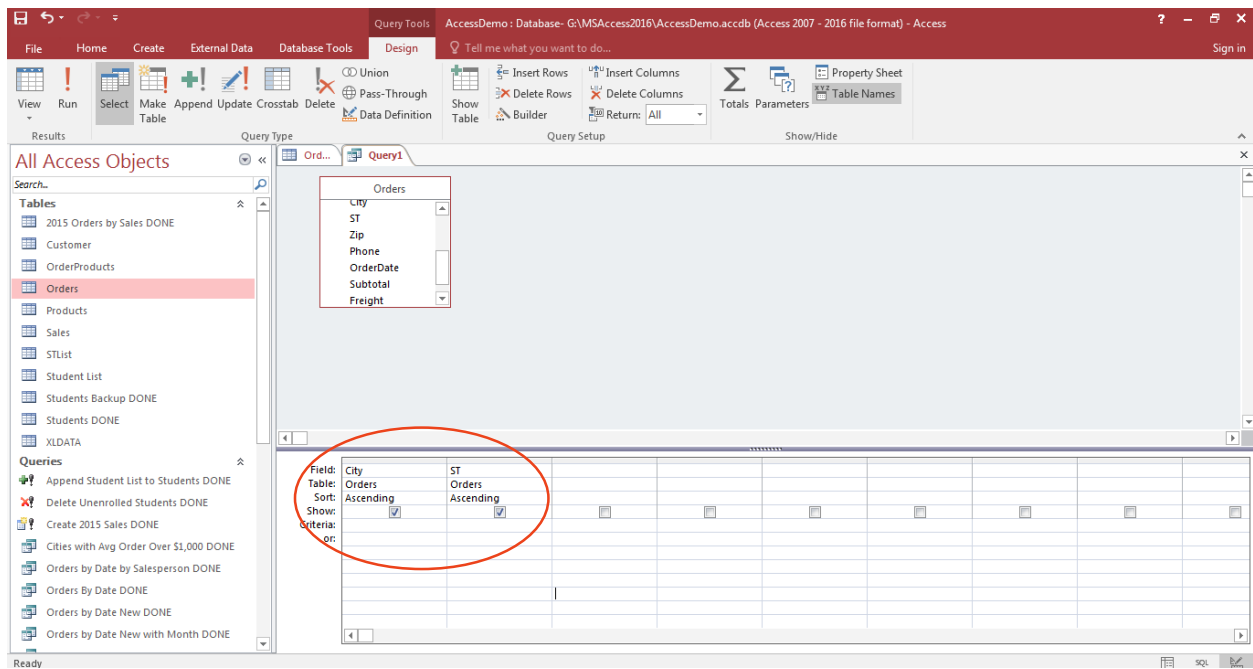 Query Tools AccessDemo : Database- G:\MSAccess2016\AccessDemo.accdb (Access 2007 - 2016 file format) - Access ?
File Home Create External Data Database Tools Design Tell me what you want to do... Sign in
View Run Select Make Table Append Update Crosstab Delete
Union
Pass-Through
Data Definition
Show Table
Insert Rows
Delete Rows
Builder
Insert Columns
Delete Columns
Return: All
Totals Parameters
Property Sheet
Table Names
Results Query Type Query Setup Show/Hide
All Access Objects
Search...
Tables
2015 Orders by Sales DONE
Customer
OrderProducts
Orders
Products
Sales
STList
Student List
Students Backup DONE
Students DONE
XLDATA
Queries
Append Student List to Students DONE
Delete Unenrolled Students DONE
Create 2015 Sales DONE
Cities with Avg Order Over $1,000 DONE
Orders by Date by Salesperson DONE
Orders By Date DONE
Orders by Date New DONE
Orders by Date New with Month DONE
Ord... Query1
Orders
City
ST
Zip
Phone
OrderDate
Subtotal
Freight
Field: City ST
Table: Orders Orders
Sort: Ascending Ascending
Show:
Criteria:
or:
Ready SQL